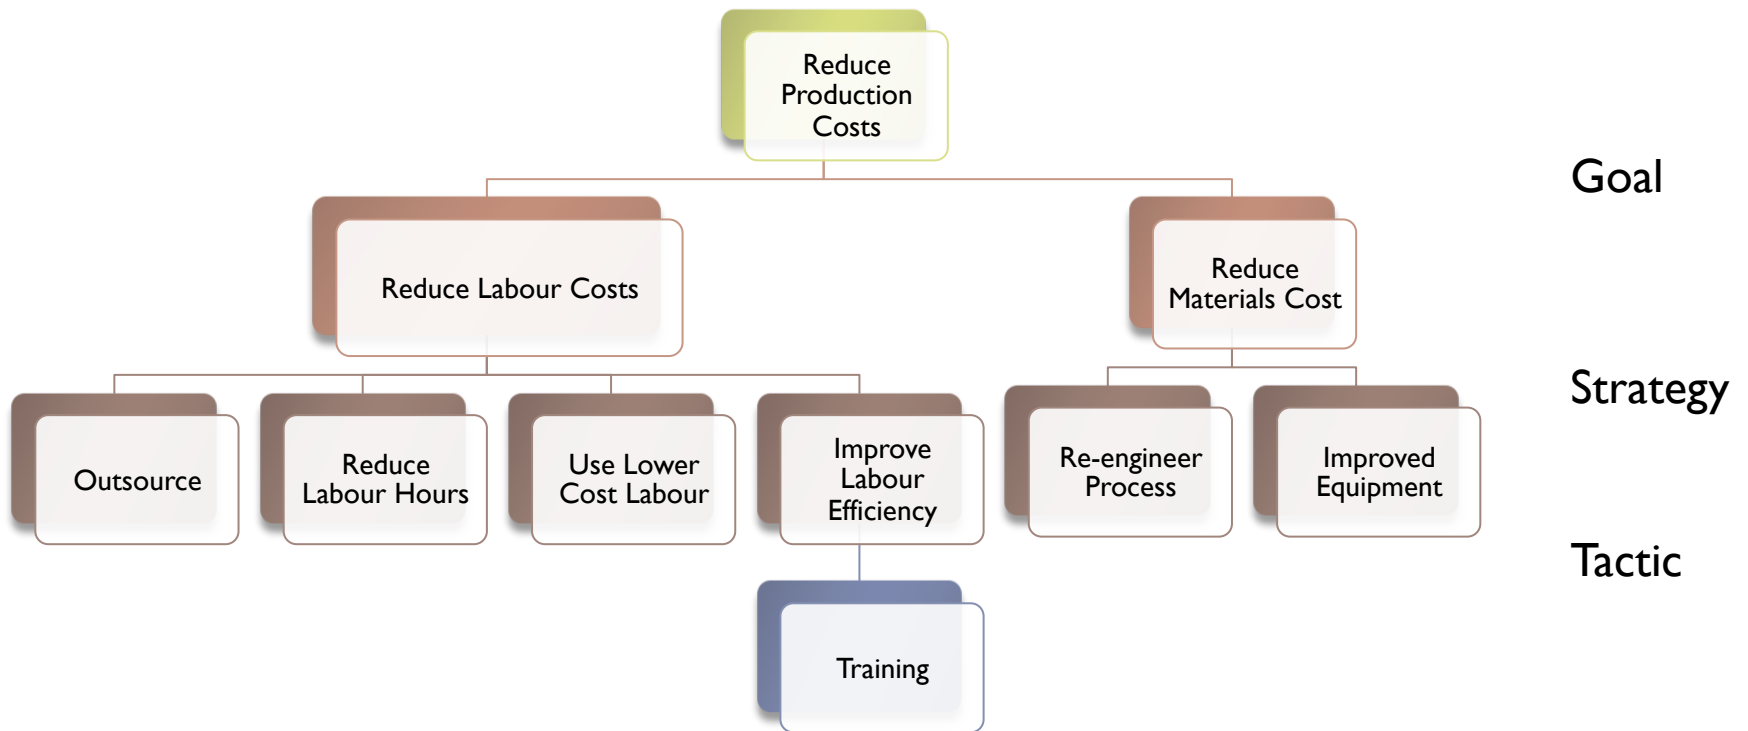 Reduce
Production
Costs
Goal
Reduce Labour Costs
Reduce
Materials Cost
Strategy
Outsource
Reduce
Labour Hours
Use Lower
Cost Labour
Improve
Labour
Efficiency
Re-engineer
Process
Improved
Equipment
Tactic
Training